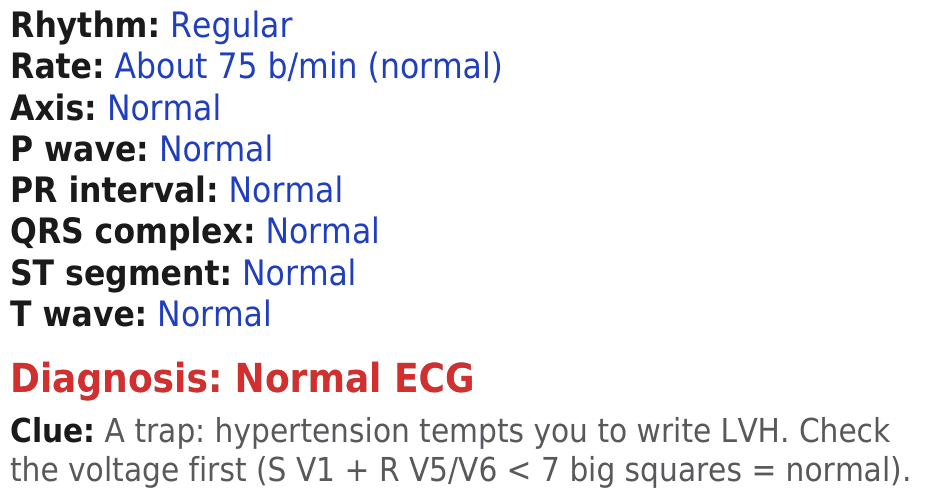 Rhythm: Regular
Rate: About 75 b/min (normal)
Axis: Normal
P wave: Normal
PR interval: Normal
QRS complex: Normal
ST segment: Normal
T wave: Normal
Diagnosis: Normal ECG
Clue: A trap: hypertension tempts you to write LVH. Check
the voltage first (S V1 + R V5/V6 < 7 big squares = normal).